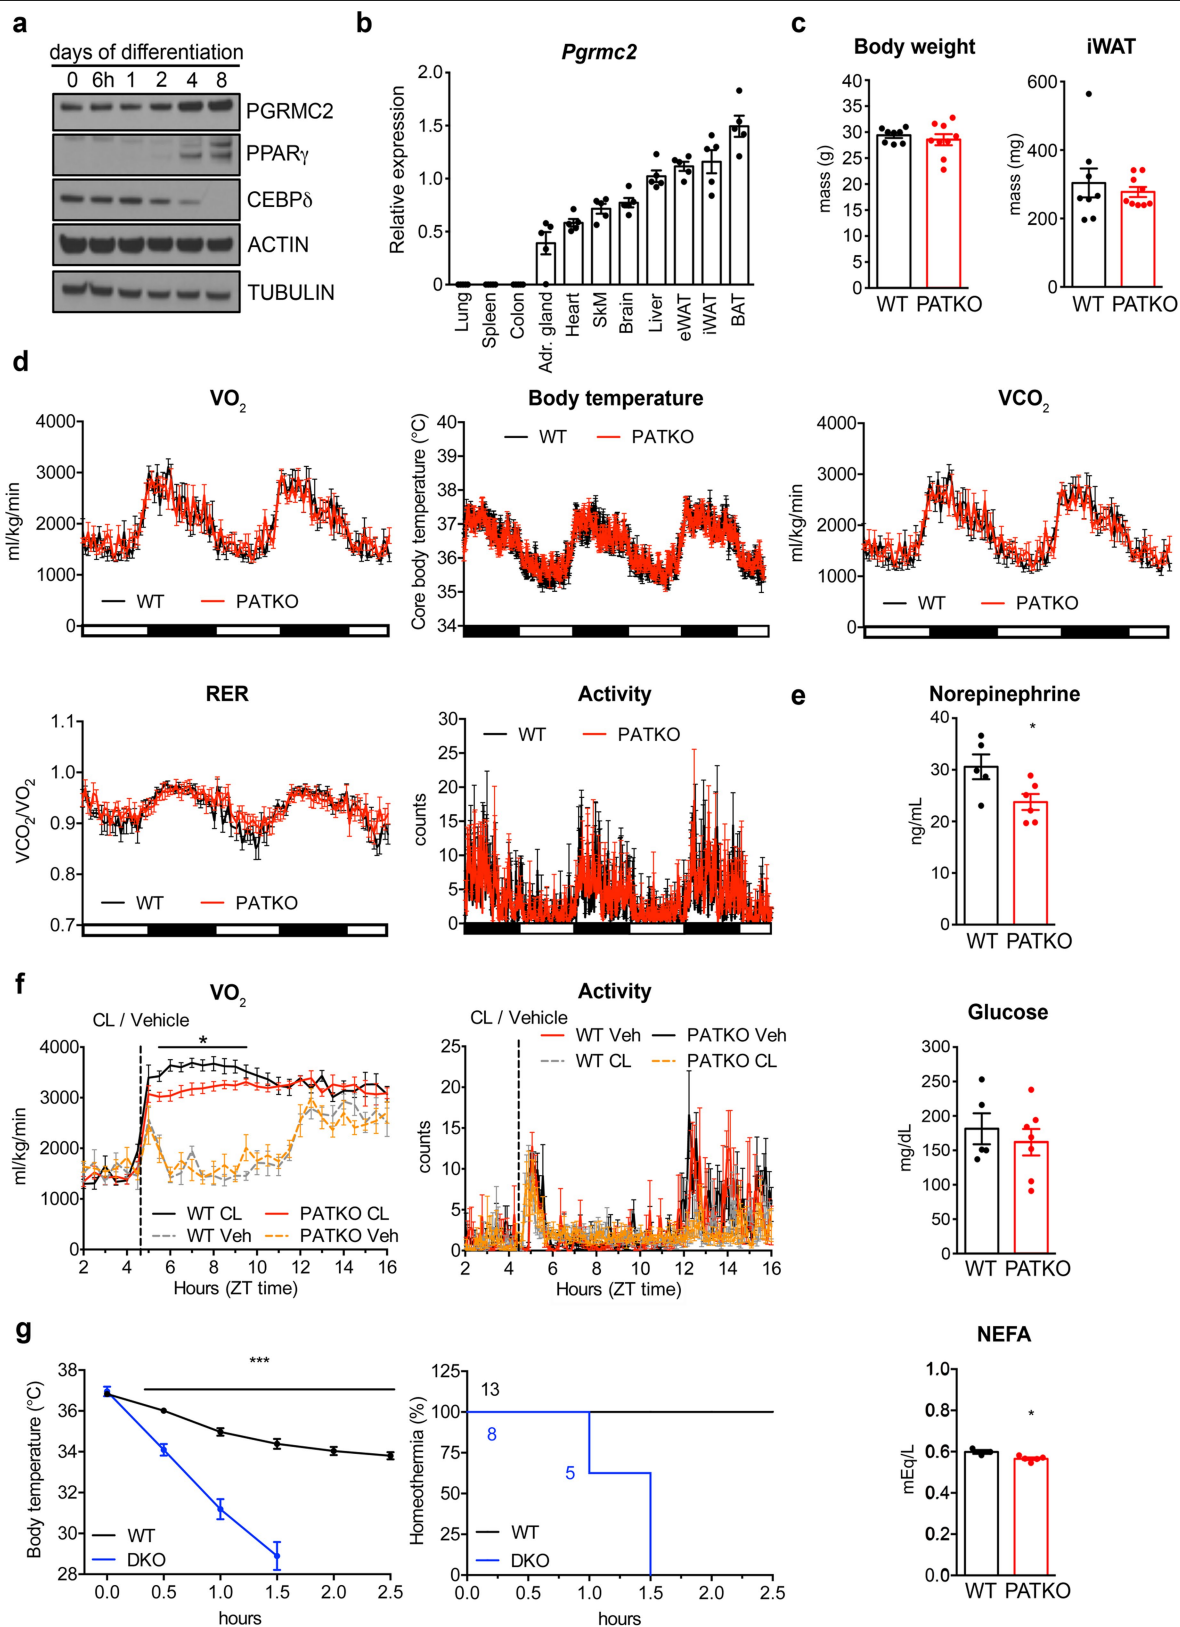 a
days of differentiation
0 6h 1 2 4 8
PGRMC2
PPARγ
CEBPδ
ACTIN
TUBULIN
b
Pgrmc2
Relative expression
2.0
1.5
1.0
0.5
0
Lung
Spleen
Colon
Adr. gland
Heart
SkM
Brain
Liver
eWAT
iWAT
BAT
c
Body weight
mass (g)
40
35
30
25
20
15
10
5
0
WT PATKO
iWAT
mass (mg)
600
400
200
0
WT PATKO
d
VO2
ml/kg/min
4000
3000
2000
1000
0
WT PATKO
Body temperature
Core body temperature (°C)
40
39
38
37
36
35
34
WT PATKO
VCO2
ml/kg/min
4000
3000
2000
1000
0
WT PATKO
RER
VCO2/VO2
1.1
1.0
0.9
0.8
0.7
WT PATKO
Activity
counts
30
25
20
15
10
5
0
WT PATKO
e
Norepinephrine
ng/mL
40
30
20
10
0
*
WT PATKO
Glucose
mg/dL
300
250
200
150
100
50
0
WT PATKO
NEFA
mEq/L
1.0
0.8
0.6
0.4
0.2
0.0
*
WT PATKO
f
VO2
CL / Vehicle
*
ml/kg/min
4000
3000
2000
1000
0
WT CL PATKO CL
WT Veh PATKO Veh
2 4 6 8 10 12 14 16
Hours (ZT time)
Activity
CL / Vehicle
WT Veh PATKO Veh
WT CL PATKO CL
counts
25
20
15
10
5
0
2 4 6 8 10 12 14 16
Hours (ZT time)
g
***
Body temperature (°C)
38
36
34
32
30
28
WT
DKO
0.0 0.5 1.0 1.5 2.0 2.5
hours
Homeothermia (%)
125
100
75
50
25
0
13
8
5
WT
DKO
0.0 0.5 1.0 1.5 2.0 2.5
hours